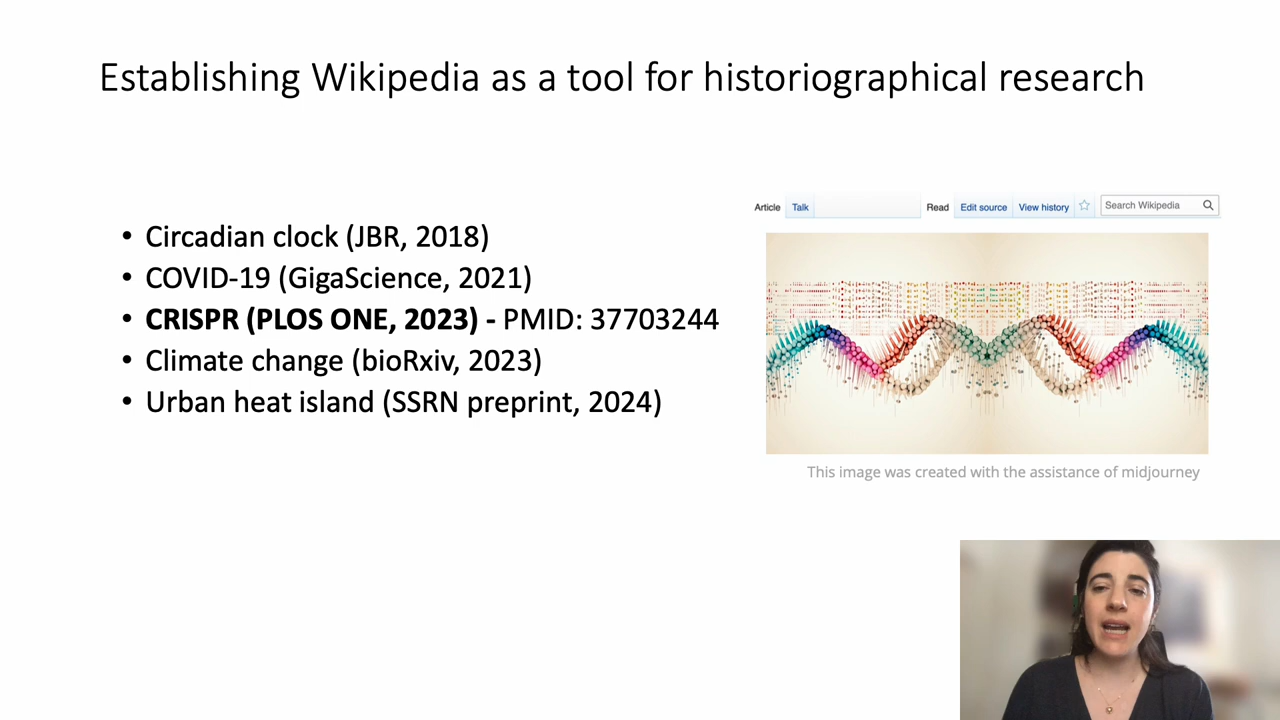 Establishing Wikipedia as a tool for historiographical research
• Circadian clock (JBR, 2018)
• COVID-19 (GigaScience, 2021)
• CRISPR (PLOS ONE, 2023) - PMID: 37703244
• Climate change (bioRxiv, 2023)
• Urban heat island (SSRN preprint, 2024)
Article Talk Read Edit source View history Search Wikipedia
This image was created with the assistance of midjourney